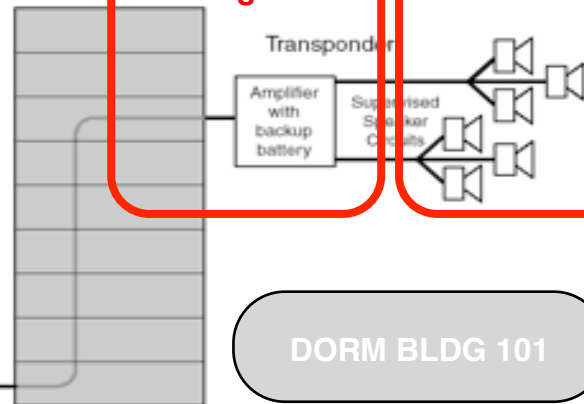 Transponder
Amplifier
with
backup
battery
Supervised
Speaker
Circuits
DORM BLDG 101